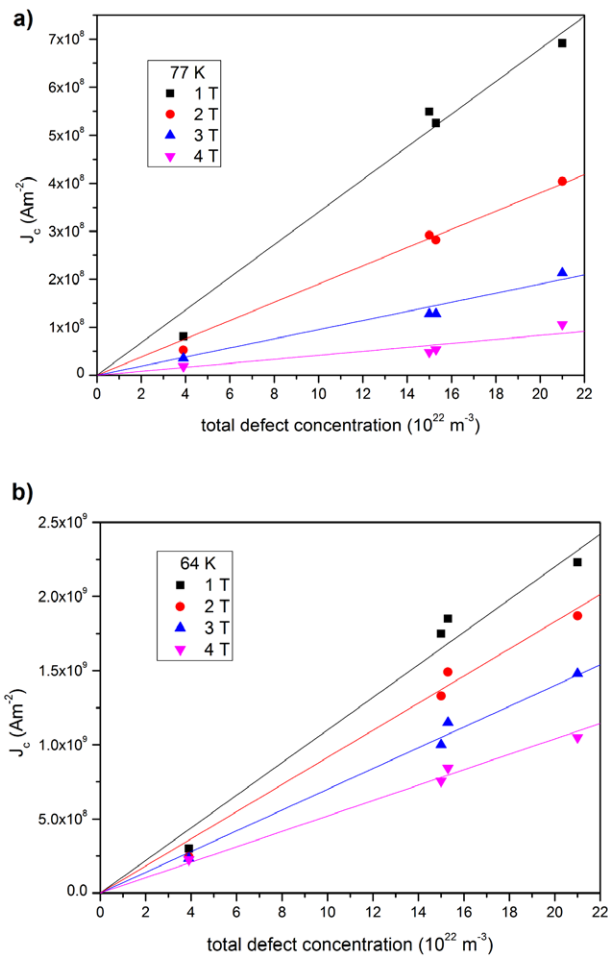 a)
7x10⁸
6x10⁸
5x10⁸
4x10⁸
3x10⁸
2x10⁸
1x10⁸
0
J_c (Am⁻²)
77 K
1 T
2 T
3 T
4 T
0 2 4 6 8 10 12 14 16 18 20 22
total defect concentration (10²² m⁻³)
b)
2.5x10⁹
2.0x10⁹
1.5x10⁹
1.0x10⁹
5.0x10⁸
0.0
J_c (Am⁻²)
64 K
1 T
2 T
3 T
4 T
0 2 4 6 8 10 12 14 16 18 20 22
total defect concentration (10²² m⁻³)